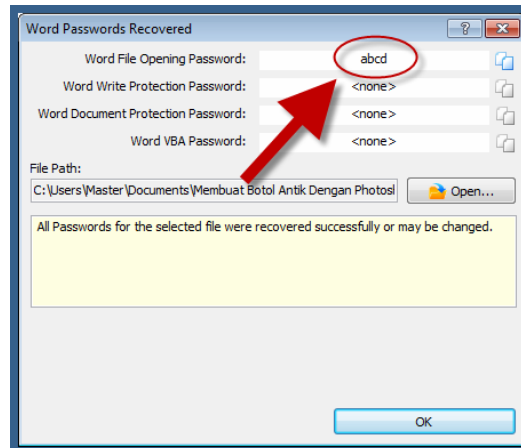 Word Passwords Recovered
Word File Opening Password: abcd
Word Write Protection Password: <none>
Word Document Protection Password: <none>
Word VBA Password: <none>
File Path:
C:\Users\Master\Documents\Membuat Botol Antik Dengan Photosl Open...
All Passwords for the selected file were recovered successfully or may be changed.
OK